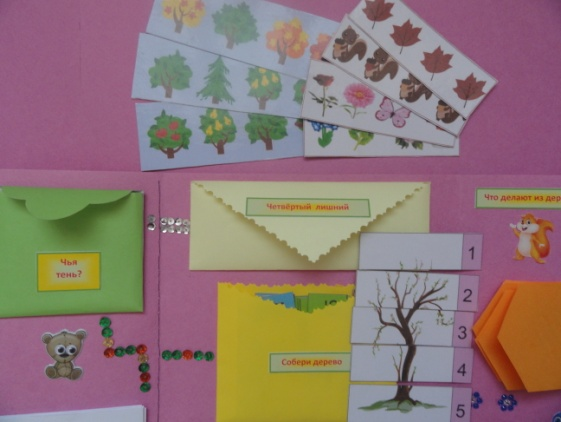 Четвёртый лишний
Что делают из дер
Чья
тень?
Собери дерево
1
2
3
4
5